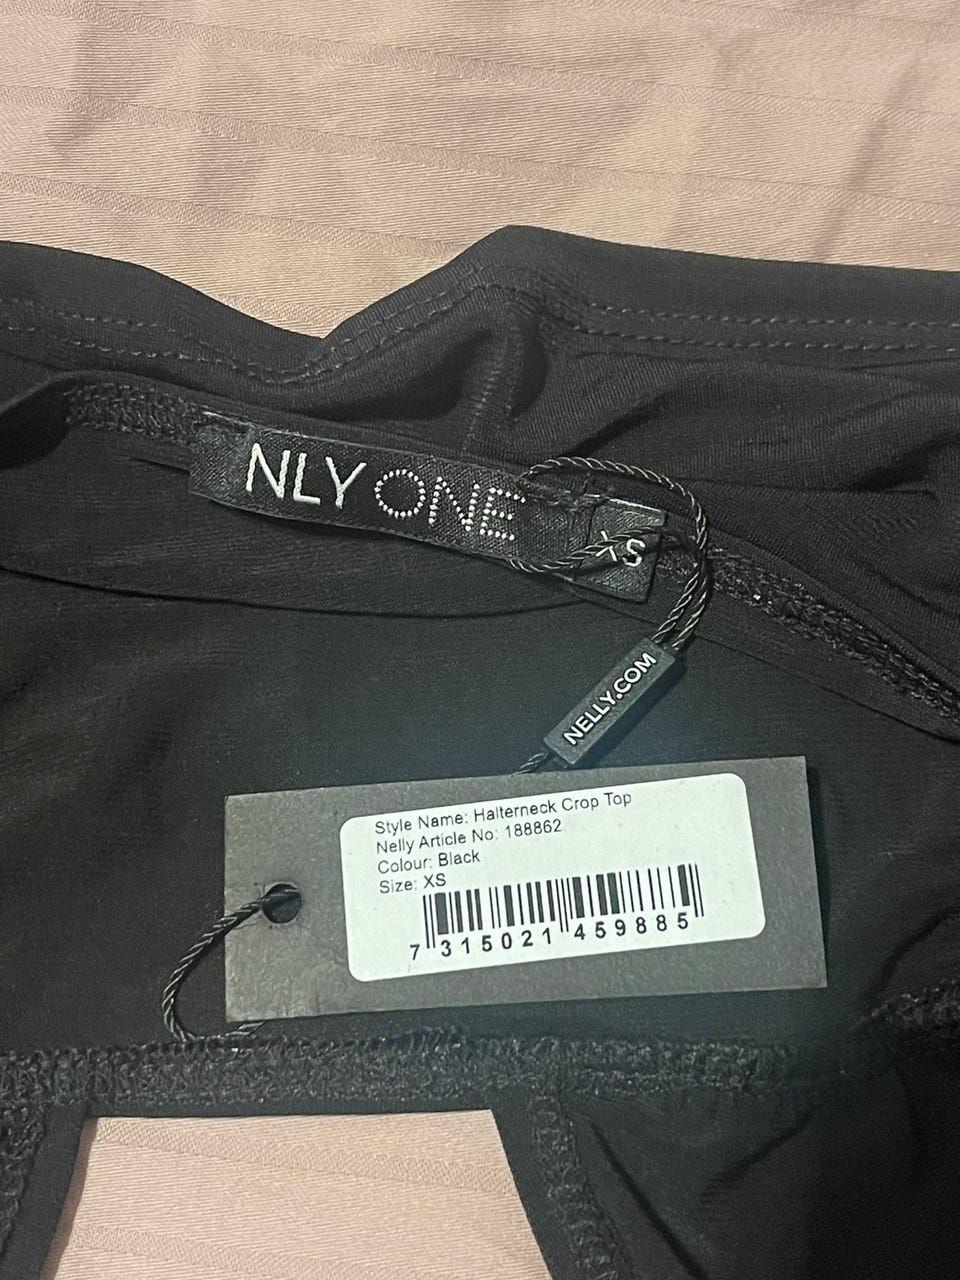 NLY ONE
XS
NELLY.COM
Style Name: Halterneck Crop Top
Nelly Article No: 188862
Colour: Black
Size: XS
7 315021 459885